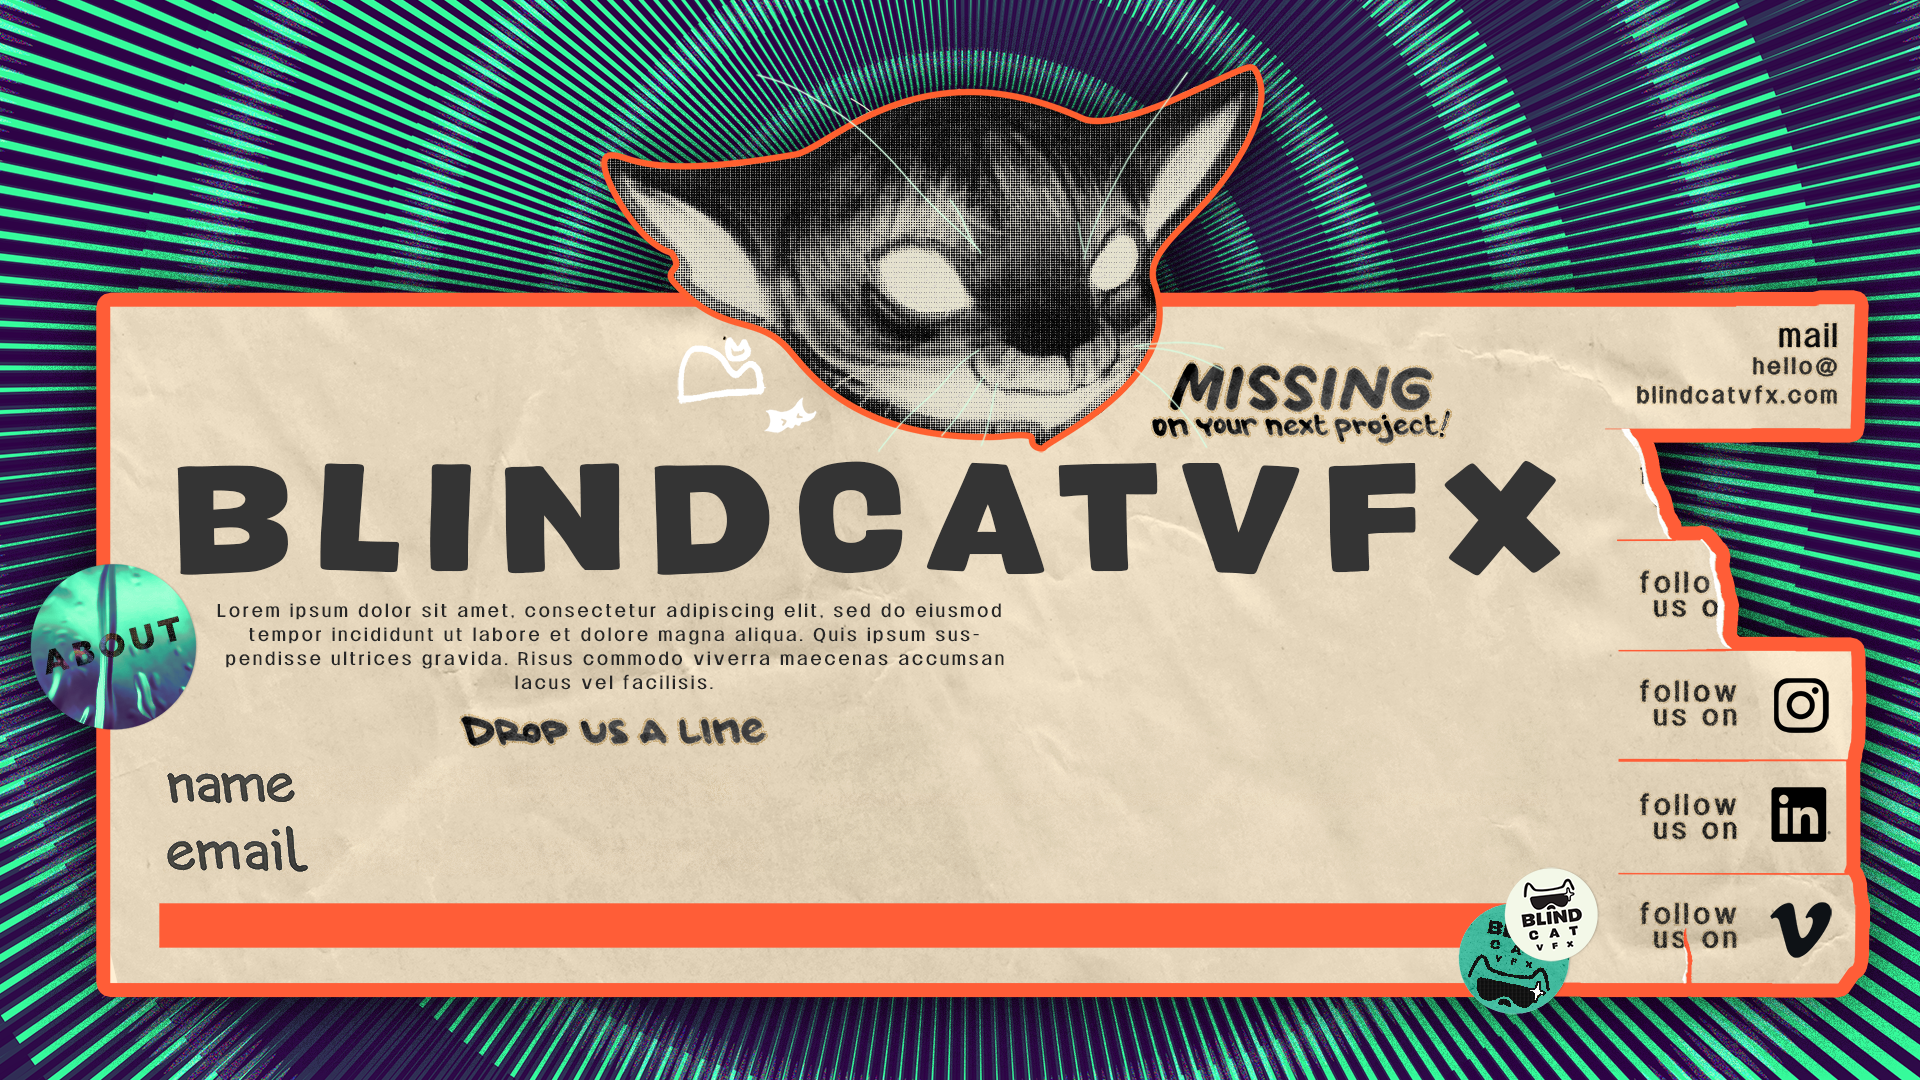 MISSING
on your next project!
mail
hello@
blindcatvfx.com
BLINDCATVFX
ABOUT
Lorem ipsum dolor sit amet, consectetur adipiscing elit, sed do eiusmod
tempor incididunt ut labore et dolore magna aliqua. Quis ipsum sus-
pendisse ultrices gravida. Risus commodo viverra maecenas accumsan
lacus vel facilisis.
DROP US A LINE
name
email
follo
us o
follow
us on
follow
us on
in
follow
us on
BLIND
CAT
VFX
VFX